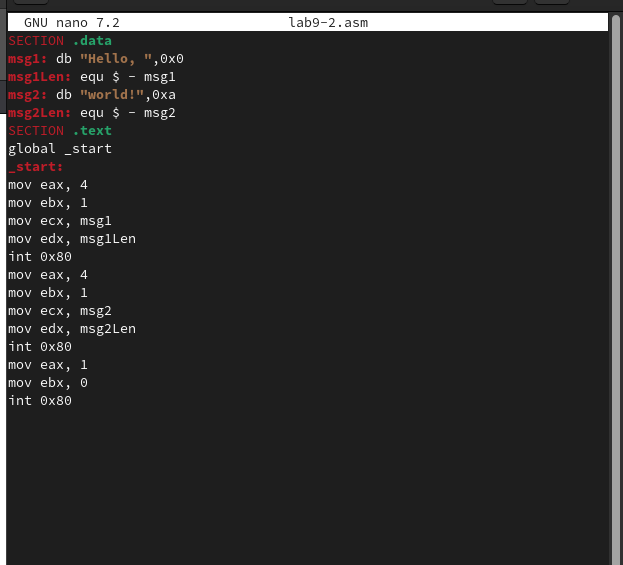 GNU nano 7.2 lab9-2.asm
SECTION .data
msg1: db "Hello, ",0x0
msg1Len: equ $ - msg1
msg2: db "world!",0xa
msg2Len: equ $ - msg2
SECTION .text
global _start
_start:
mov eax, 4
mov ebx, 1
mov ecx, msg1
mov edx, msg1Len
int 0x80
mov eax, 4
mov ebx, 1
mov ecx, msg2
mov edx, msg2Len
int 0x80
mov eax, 1
mov ebx, 0
int 0x80